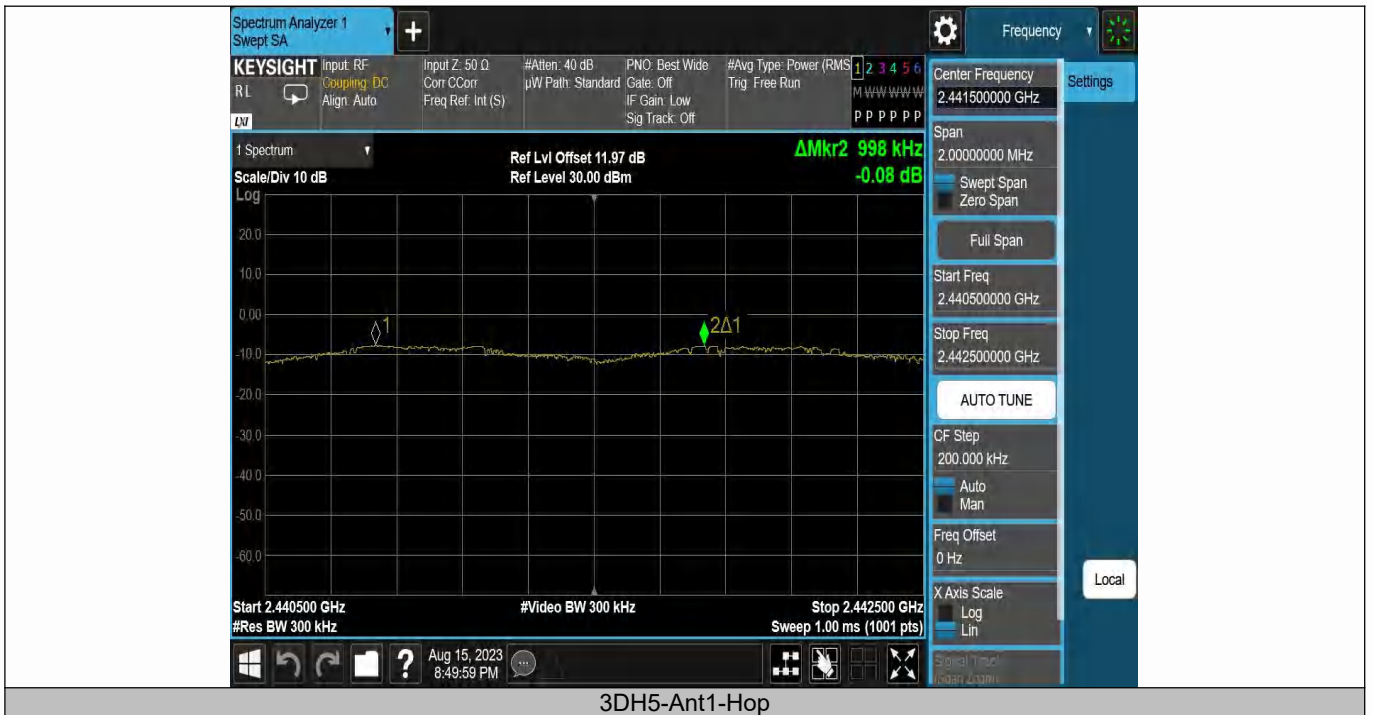 Spectrum Analyzer 1
Swept SA
+
Frequency
KEYSIGHT
RL
LXI
Input: RF
Coupling: DC
Align: Auto
Input Z: 50 Ω
Corr CCorr
Freq Ref: Int (S)
#Atten: 40 dB
µW Path: Standard
PNO: Best Wide
Gate: Off
IF Gain: Low
Sig Track: Off
#Avg Type: Power (RMS
Trig: Free Run
1 2 3 4 5 6
M W W W W W
P P P P P P
1 Spectrum
Scale/Div 10 dB
Log
Ref Lvl Offset 11.97 dB
Ref Level 30.00 dBm
ΔMkr2 998 kHz
-0.08 dB
20.0
10.0
0.00
-10.0
-20.0
-30.0
-40.0
-50.0
-60.0
1
2Δ1
Start 2.440500 GHz
#Res BW 300 kHz
#Video BW 300 kHz
Stop 2.442500 GHz
Sweep 1.00 ms (1001 pts)
Center Frequency
2.441500000 GHz
Settings
Span
2.00000000 MHz
Swept Span
Zero Span
Full Span
Start Freq
2.440500000 GHz
Stop Freq
2.442500000 GHz
AUTO TUNE
CF Step
200.000 kHz
Auto
Man
Freq Offset
0 Hz
X Axis Scale
Log
Lin
Signal Track
(Span Zoom)
Local
?
Aug 15, 2023
8:49:59 PM
3DH5-Ant1-Hop